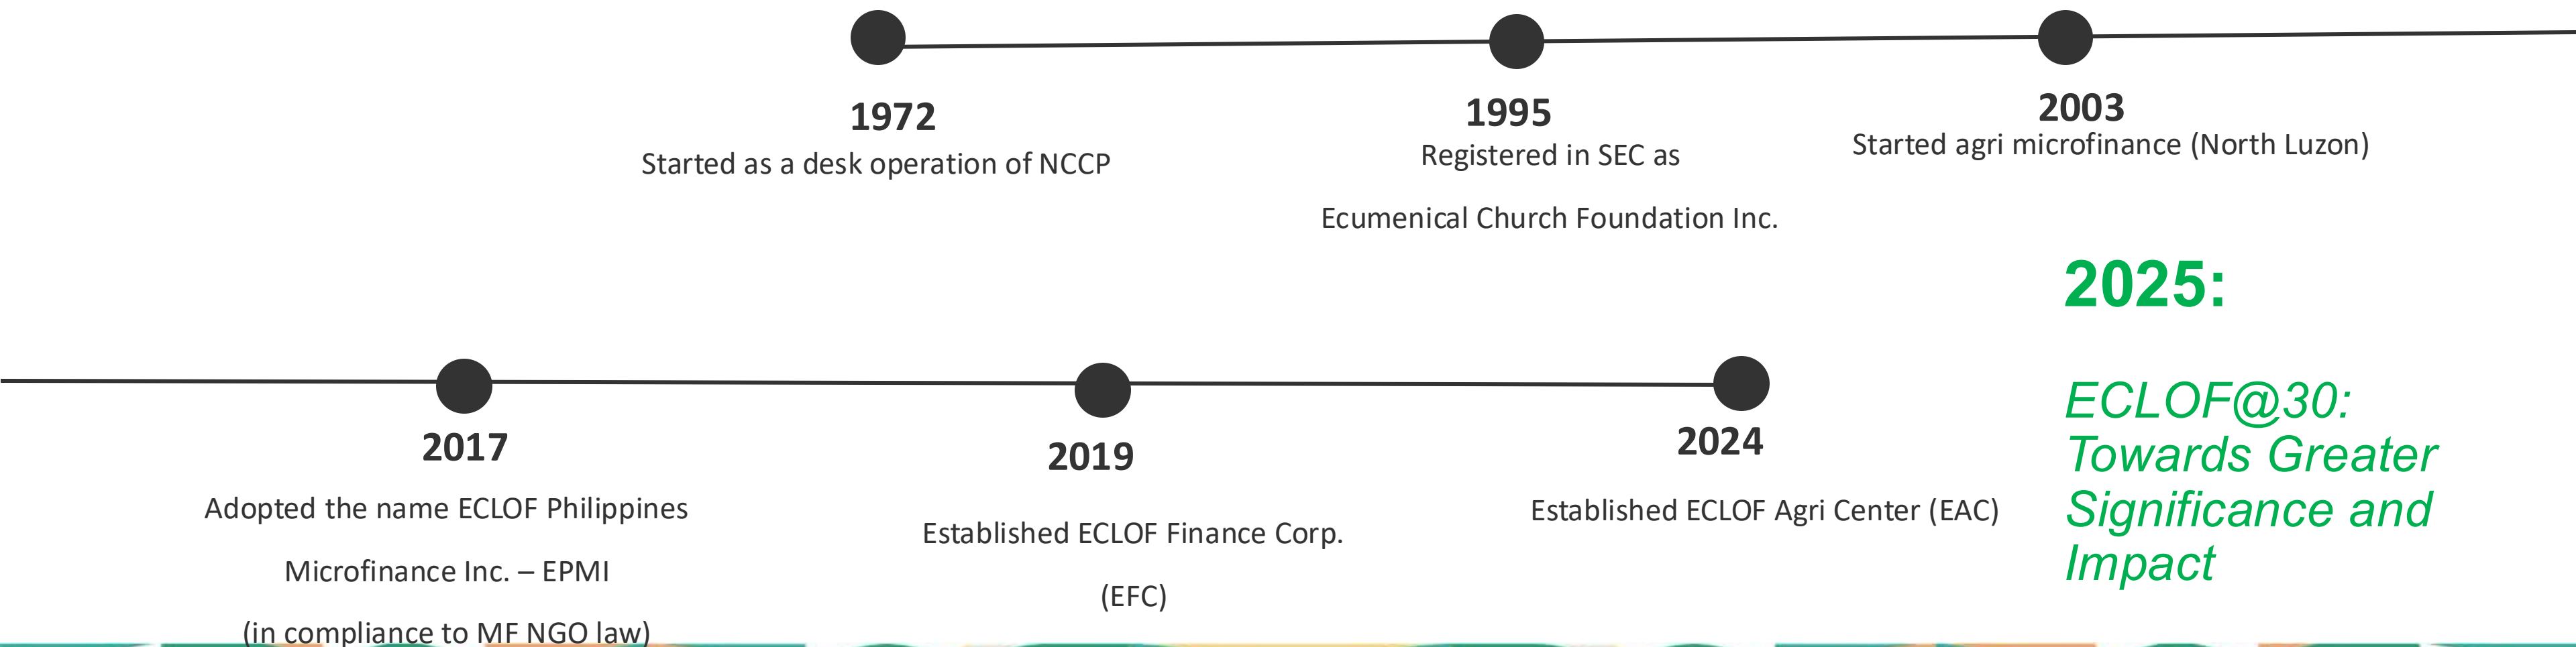 1972
Started as a desk operation of NCCP
1995
Registered in SEC as
Ecumenical Church Foundation Inc.
2003
Started agri microfinance (North Luzon)
2017
Adopted the name ECLOF Philippines
Microfinance Inc. – EPMI
(in compliance to MF NGO law)
2019
Established ECLOF Finance Corp.
(EFC)
2024
Established ECLOF Agri Center (EAC)
2025:
ECLOF@30:
Towards Greater
Significance and
Impact